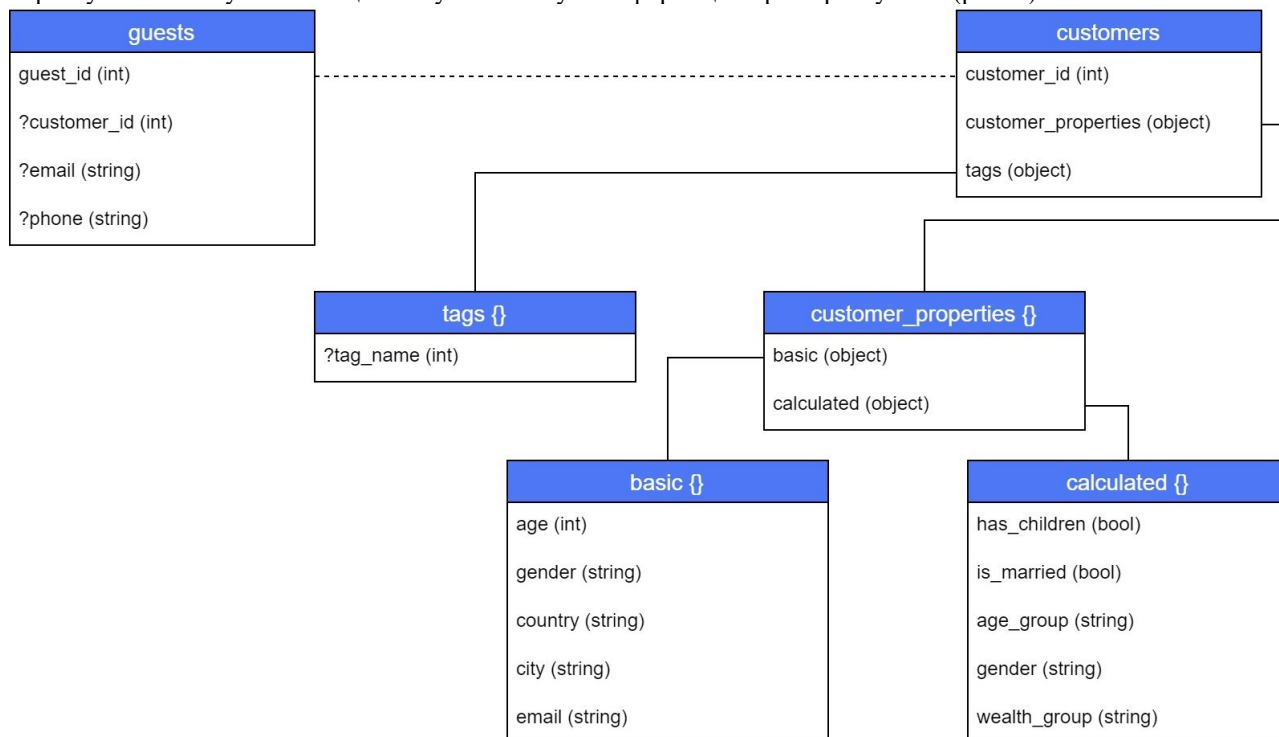 guests
guest_id (int)
?customer_id (int)
?email (string)
?phone (string)
customers
customer_id (int)
customer_properties (object)
tags (object)
tags {}
?tag_name (int)
customer_properties {}
basic (object)
calculated (object)
basic {}
age (int)
gender (string)
country (string)
city (string)
email (string)
calculated {}
has_children (bool)
is_married (bool)
age_group (string)
gender (string)
wealth_group (string)